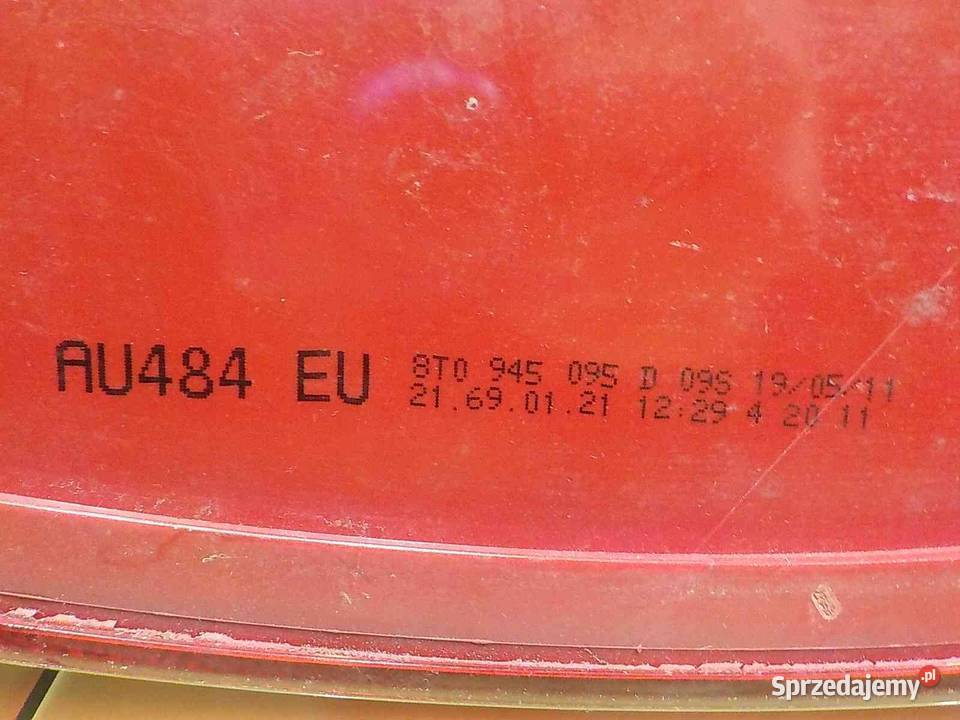 AU484 EU
8T0 945 095 D 09S 19/05/11
21.69.01.21 12:29 4 20 11
Sprzedajemy.pl